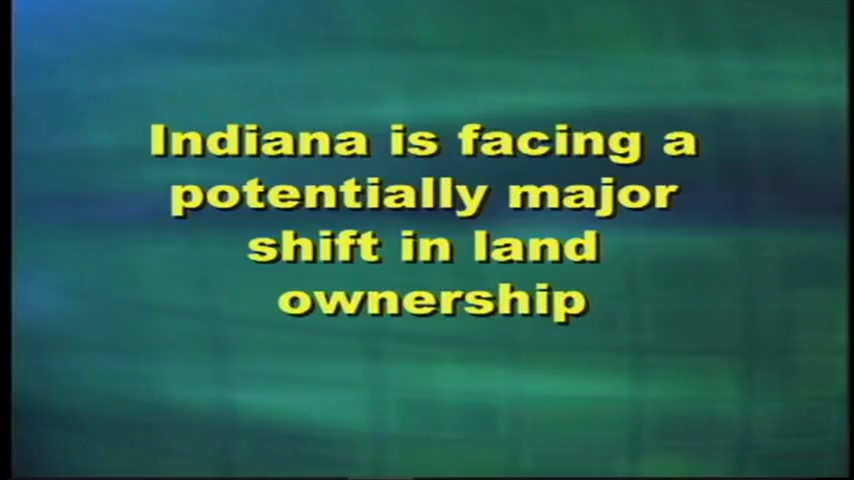 Indiana is facing a
potentially major
shift in land
ownership